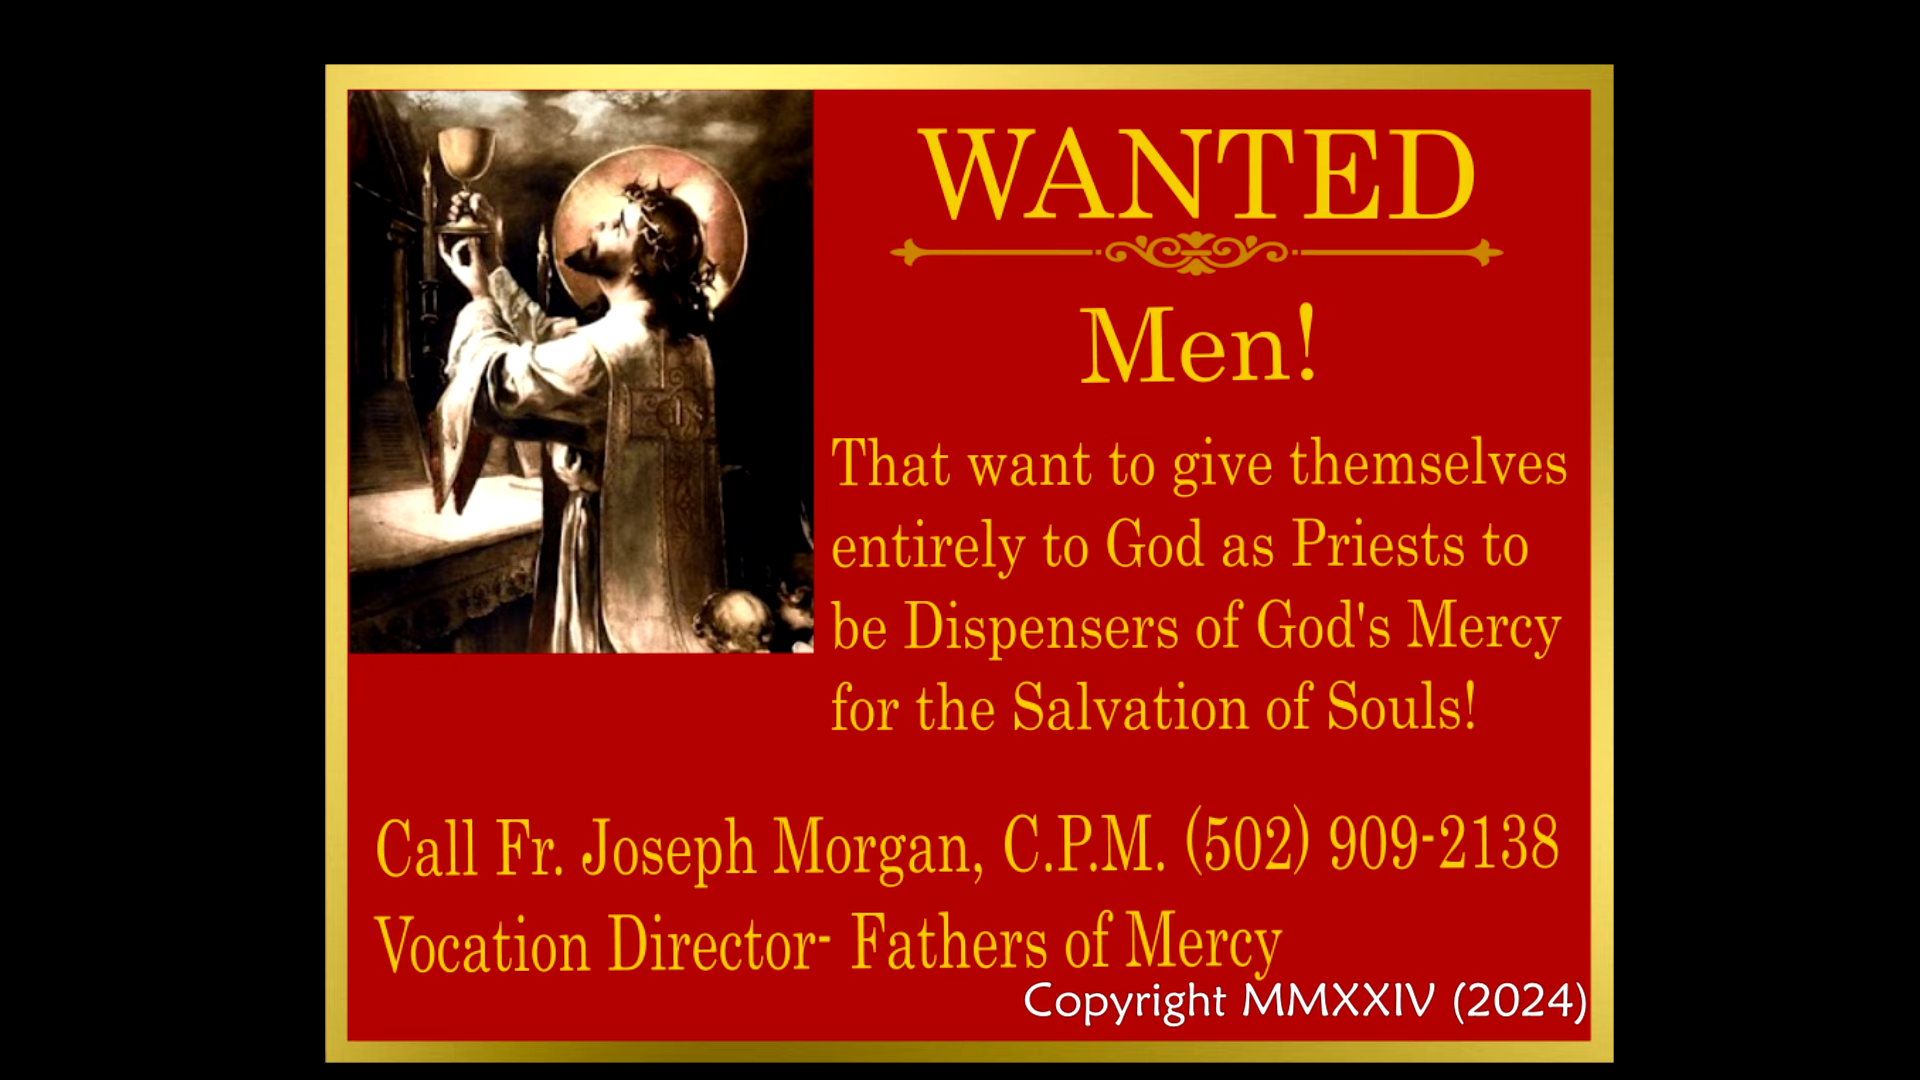 WANTED
Men!
That want to give themselves
entirely to God as Priests to
be Dispensers of God's Mercy
for the Salvation of Souls!
Call Fr. Joseph Morgan, C.P.M. (502) 909-2138
Vocation Director- Fathers of Mercy
Copyright MMXXIV (2024)